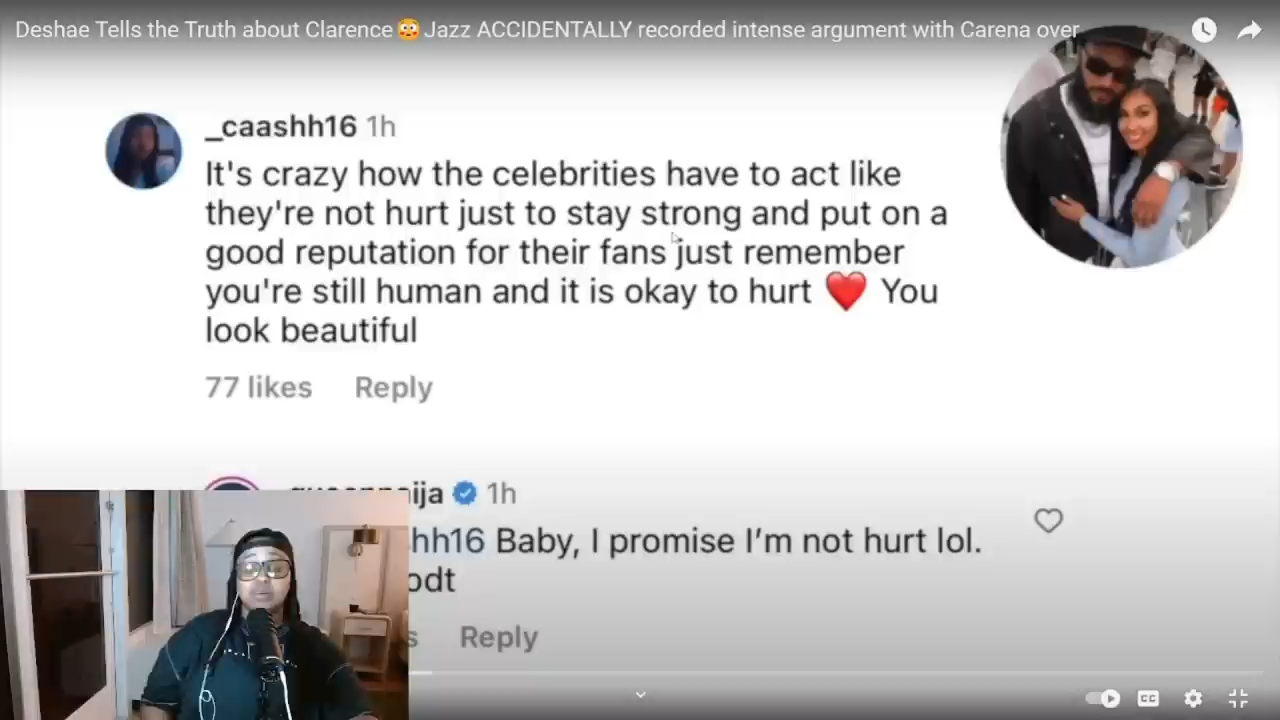 Deshae Tells the Truth about Clarence😳Jazz ACCIDENTALLY recorded intense argument with Carena over
_caashh16 1h
It's crazy how the celebrities have to act like
they're not hurt just to stay strong and put on a
good reputation for their fans just remember
you're still human and it is okay to hurt ❤️ You
look beautiful
77 likes Reply
ija 1h
hh16 Baby, I promise I'm not hurt lol.
odt
s Reply
CC